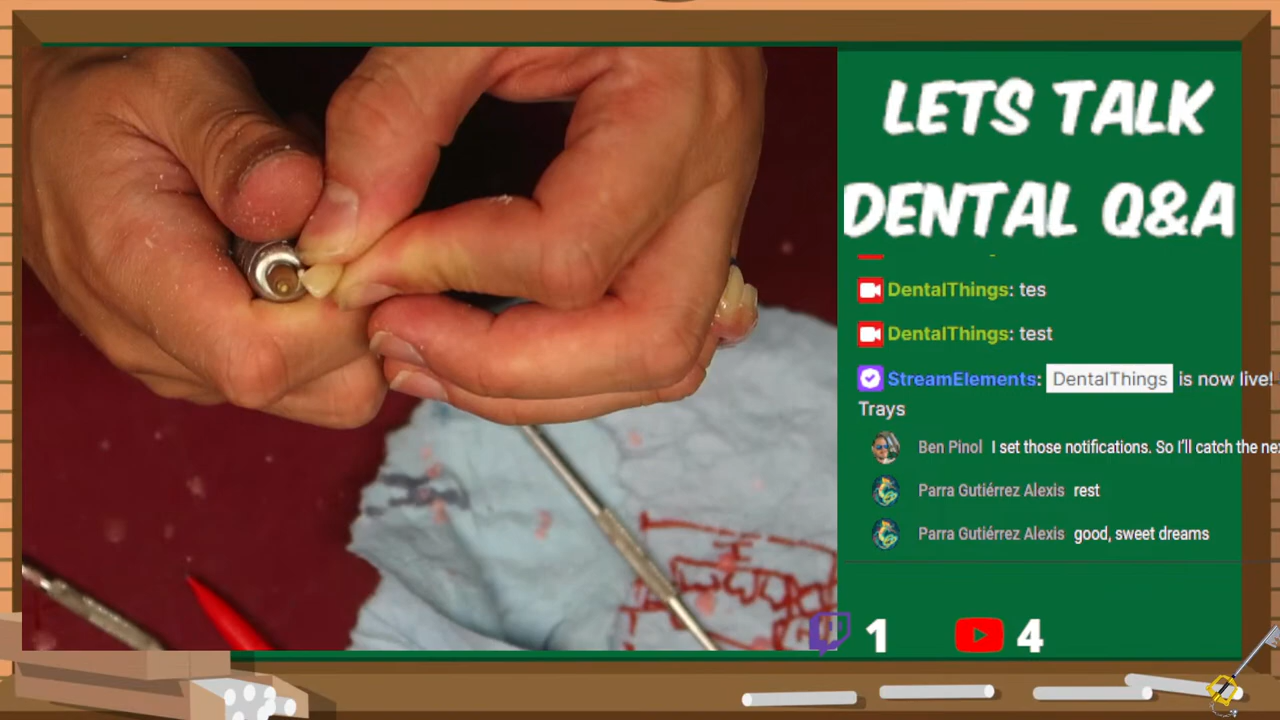 LETS TALK
DENTAL Q&A
DentalThings: tes
DentalThings: test
StreamElements: DentalThings is now live!
Trays
Ben Pinol I set those notifications. So I'll catch the nex
Parra Gutiérrez Alexis rest
Parra Gutiérrez Alexis good, sweet dreams
1 4